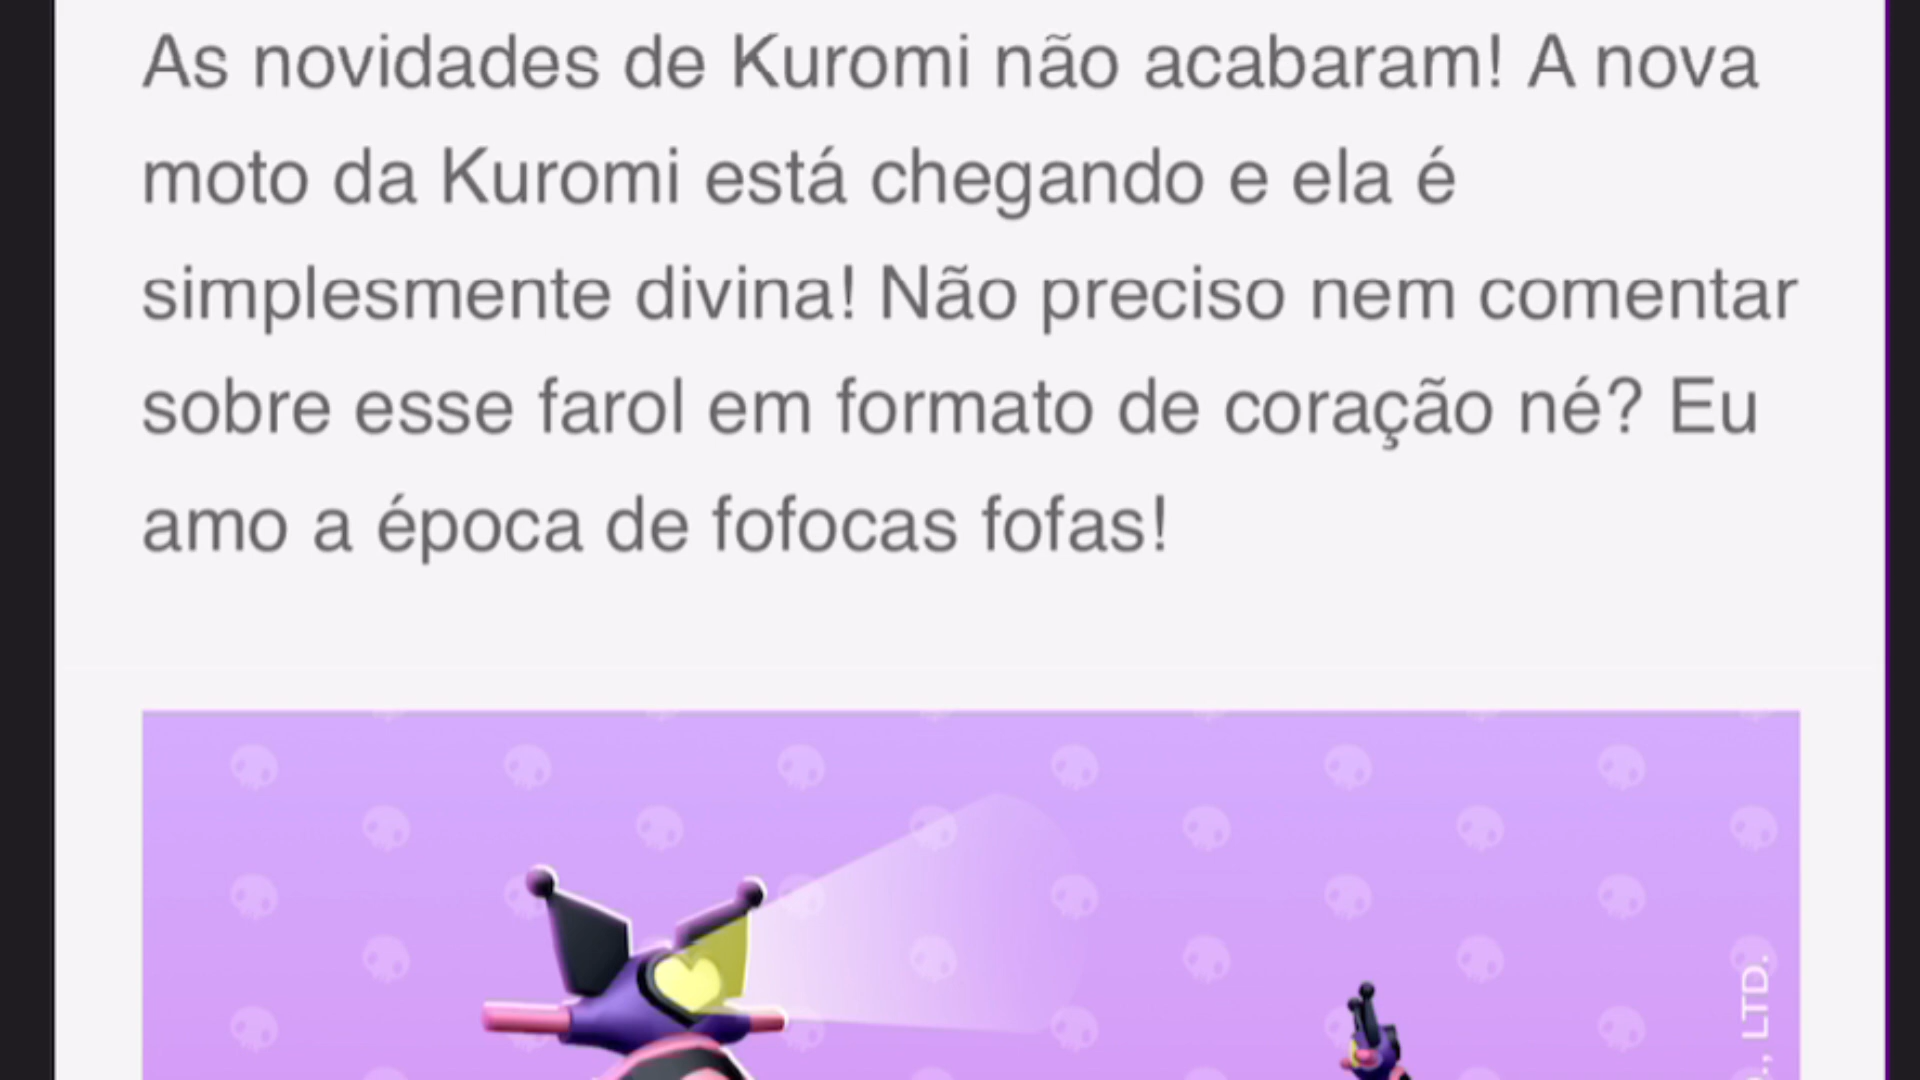 As novidades de Kuromi não acabaram! A nova
moto da Kuromi está chegando e ela é
simplesmente divina! Não preciso nem comentar
sobre esse farol em formato de coração né? Eu
amo a época de fofocas fofas!
., LTD.